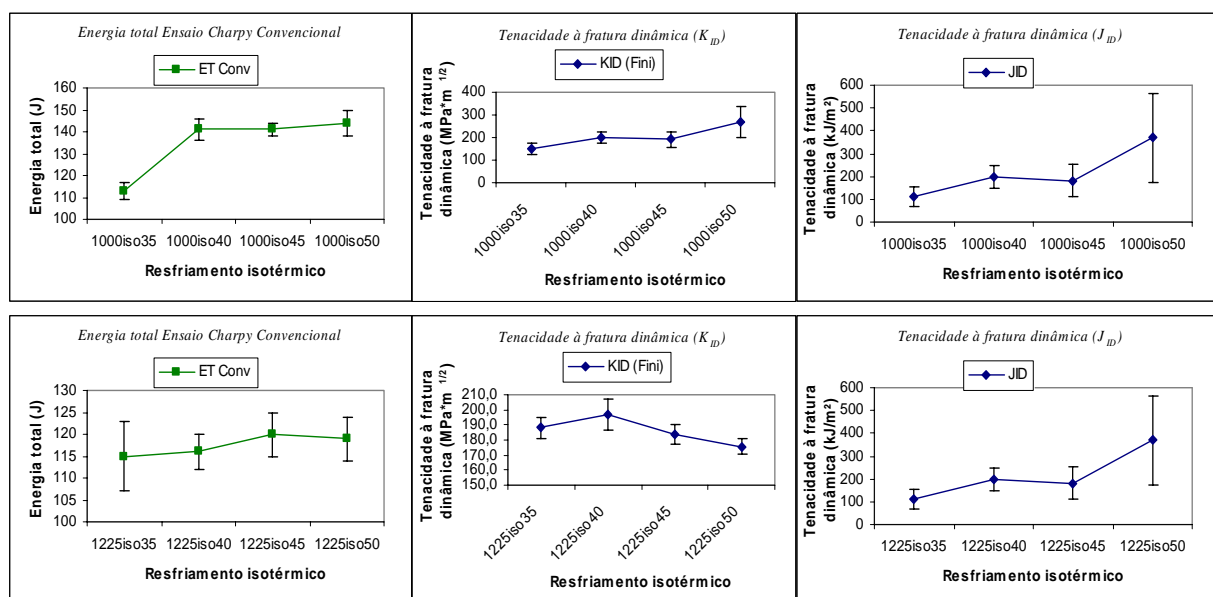 Energia total Ensaio Charpy Convencional
ET Conv
Energia total (J)
160
150
140
130
120
110
100
1000iso35 1000iso40 1000iso45 1000iso50
Resfriamento isotérmico
Tenacidade à fratura dinâmica (K_ID)
KID (Fini)
Tenacidade à fratura
dinâmica (MPa*m ^1/2)
400
300
200
100
0
1000iso35 1000iso40 1000iso45 1000iso50
Resfriamento isotérmico
Tenacidade à fratura dinâmica (J_ID)
JID
Tenacidade à fratura
dinâmica (kJ/m²)
600
500
400
300
200
100
0
1000iso35 1000iso40 1000iso45 1000iso50
Resfriamento isotérmico
Energia total Ensaio Charpy Convencional
ET Conv
Energia total (J)
130
125
120
115
110
105
100
1225iso35 1225iso40 1225iso45 1225iso50
Resfriamento isotérmico
Tenacidade à fratura dinâmica (K_ID)
KID (Fini)
Tenacidade à fratura
dinâmica (MPa*m ^1/2)
210,0
200,0
190,0
180,0
170,0
160,0
150,0
1225iso35 1225iso40 1225iso45 1225iso50
Resfriamento isotérmico
Tenacidade à fratura dinâmica (J_ID)
JID
Tenacidade à fratura
dinâmica (kJ/m²)
600
500
400
300
200
100
0
1225iso35 1225iso40 1225iso45 1225iso50
Resfriamento isotérmico